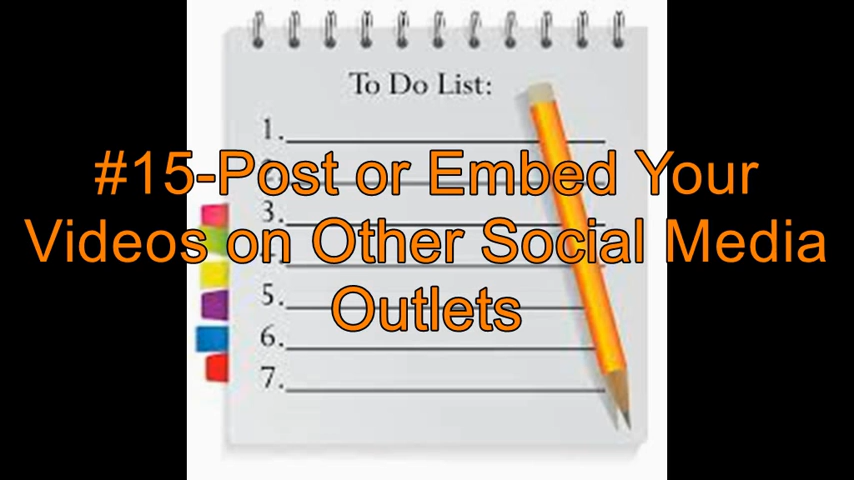 To Do List:
1.
#15-Post or Embed Your
3.
Videos on Other Social Media
5.
Outlets
6.
7.